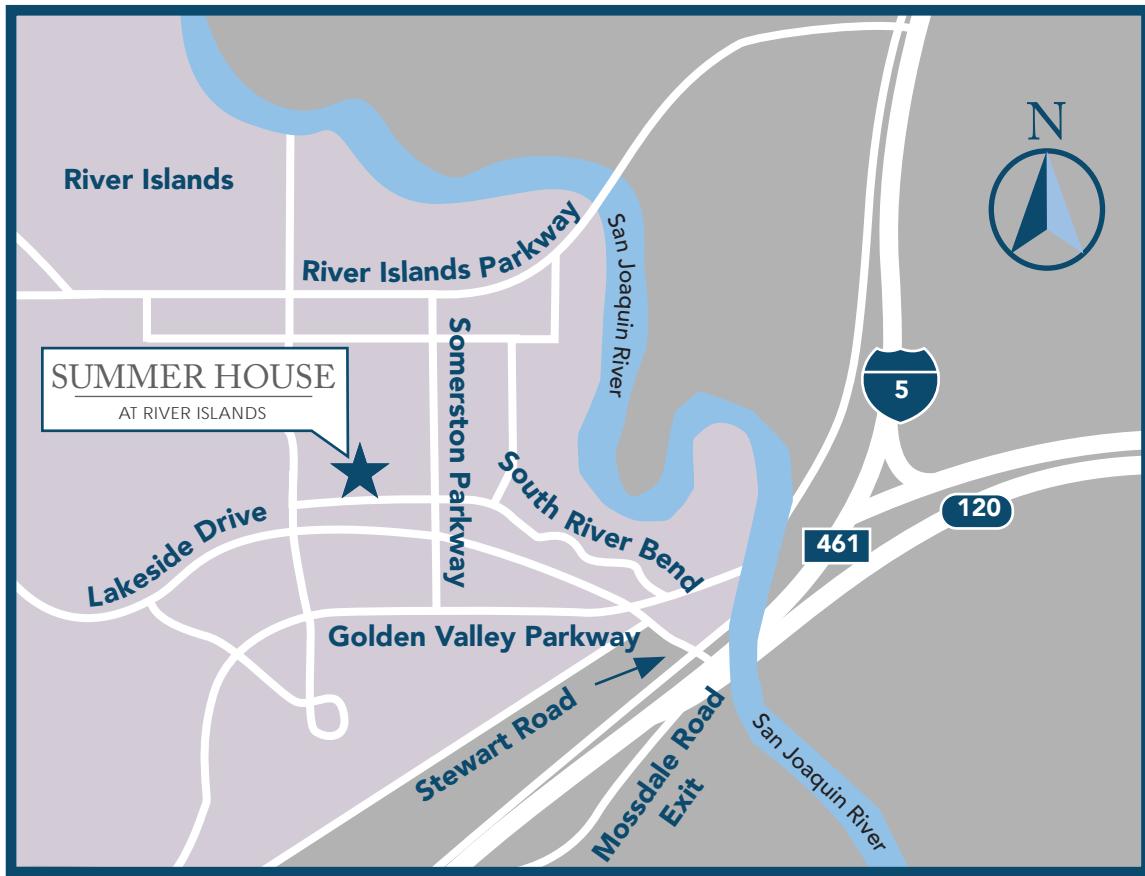 N
River Islands
San Joaquin River
River Islands Parkway
Somerston Parkway
SUMMER HOUSE
AT RIVER ISLANDS
5
South River Bend
120
461
Lakeside Drive
Golden Valley Parkway
Stewart Road
Mossdale Road
Exit
San Joaquin River